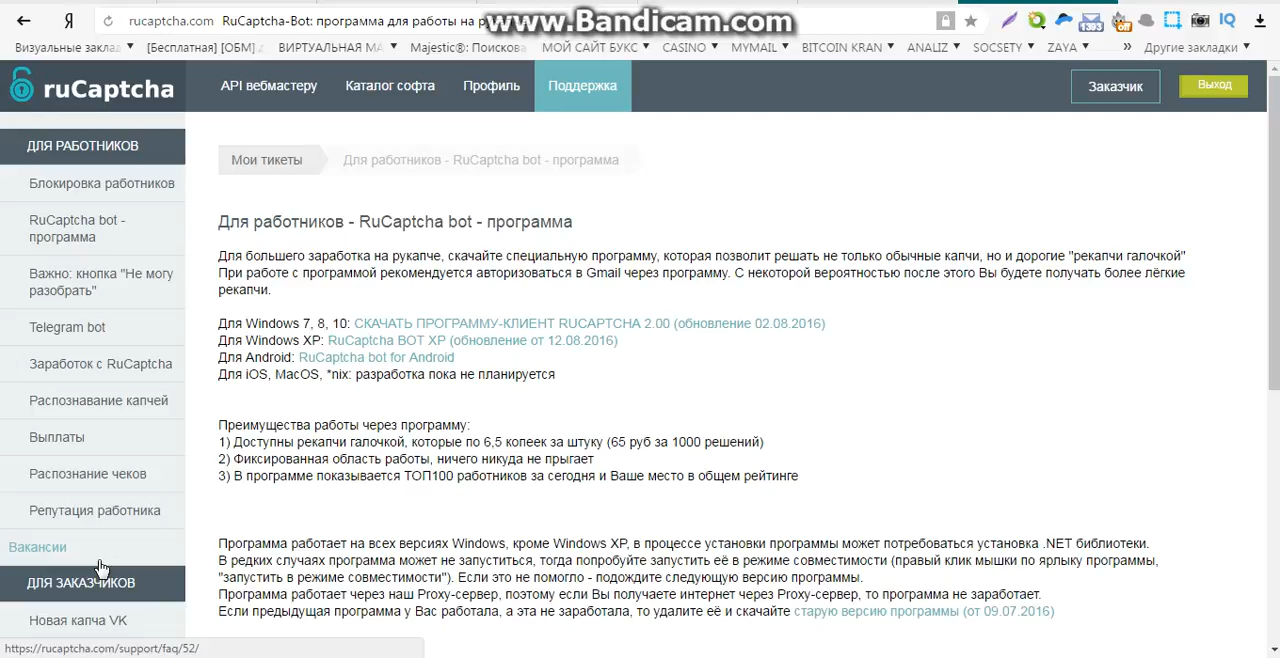 Я rucaptcha.com RuCaptcha-Bot: программа для работы на р
www.Bandicam.com
1393
off
IQ
Визуальные заклад [Бесплатная] [ОБМ] ВИРТУАЛЬНАЯ МА Majestic®: Поискова МОЙ САЙТ БУКС CASINO MYMAIL BITCOIN KRAN ANALIZ SOCSETY ZAYA » Другие закладки
ruCaptcha
API вебмастеру Каталог софта Профиль Поддержка Заказчик Выход
ДЛЯ РАБОТНИКОВ
Блокировка работников
RuCaptcha bot -
программа
Важно: кнопка "Не могу
разобрать"
Telegram bot
Заработок с RuCaptcha
Распознавание капчей
Выплаты
Распознание чеков
Репутация работника
Вакансии
ДЛЯ ЗАКАЗЧИКОВ
Новая капча VK
https://rucaptcha.com/support/faq/52/
Мои тикеты Для работников - RuCaptcha bot - программа
Для работников - RuCaptcha bot - программа
Для большего заработка на рукапче, скачайте специальную программу, которая позволит решать не только обычные капчи, но и дорогие "рекапчи галочкой"
При работе с программой рекомендуется авторизоваться в Gmail через программу. С некоторой вероятностью после этого Вы будете получать более лёгкие
рекапчи.
Для Windows 7, 8, 10: СКАЧАТЬ ПРОГРАММУ-КЛИЕНТ RUCAPTCHA 2.00 (обновление 02.08.2016)
Для Windows XP: RuCaptcha BOT XP (обновление от 12.08.2016)
Для Android: RuCaptcha bot for Android
Для iOS, MacOS, *nix: разработка пока не планируется
Преимущества работы через программу:
1) Доступны рекапчи галочкой, которые по 6,5 копеек за штуку (65 руб за 1000 решений)
2) Фиксированная область работы, ничего никуда не прыгает
3) В программе показывается ТОП100 работников за сегодня и Ваше место в общем рейтинге
Программа работает на всех версиях Windows, кроме Windows XP, в процессе установки программы может потребоваться установка .NET библиотеки.
В редких случаях программа может не запуститься, тогда попробуйте запустить её в режиме совместимости (правый клик мышки по ярлыку программы,
"запустить в режиме совместимости"). Если это не помогло - подождите следующую версию программы.
Программа работает через наш Proxy-сервер, поэтому если Вы получаете интернет через Proxy-сервер, то программа не заработает.
Если предыдущая программа у Вас работала, а эта не заработала, то удалите её и скачайте старую версию программы (от 09.07.2016)